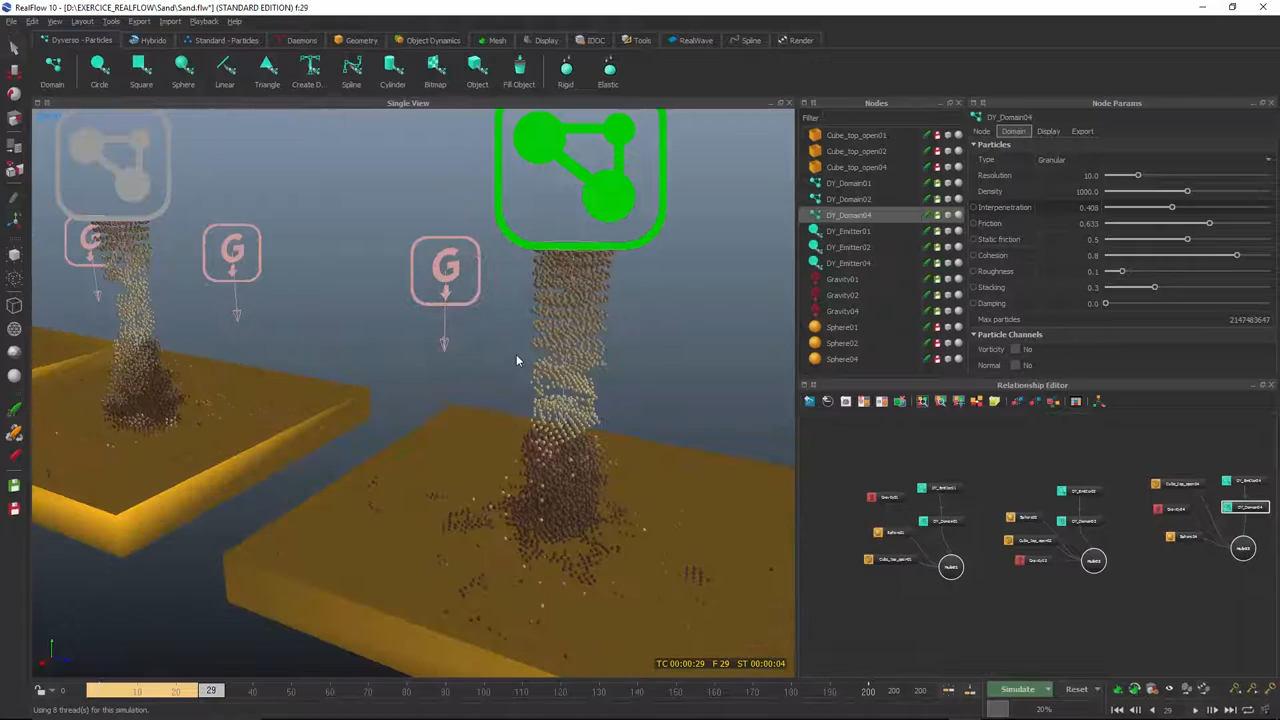 RealFlow 10 - [D:\EXERCICE_REALFLOW\Sand\Sand.flw*] (STANDARD EDITION) f:29
File Edit View Layout Tools Export Import Playback Help
Dyverso - Particles Hybrido Standard - Particles Daemons Geometry Object Dynamics Mesh Display IDOC Tools RealWave Spline Render
Domain Circle Square Sphere Linear Triangle Create D... Spline Cylinder Bitmap Object Fill Object Rigid Elastic
Single View
G
G
G
TC 00:00:29 F 29 ST 00:00:04
Nodes
Filter
Cube_top_open01
Cube_top_open02
Cube_top_open04
DY_Domain01
DY_Domain02
DY_Domain04
DY_Emitter01
DY_Emitter02
DY_Emitter04
Gravity01
Gravity02
Gravity04
Sphere01
Sphere02
Sphere04
Node Params
DY_Domain04
Node Domain Display Export
Particles
Type Granular
Resolution 10.0
Density 1000.0
Interpenetration 0.408
Friction 0.633
Static friction 0.5
Cohesion 0.8
Roughness 0.1
Stacking 0.3
Damping 0.0
Max particles 2147483647
Particle Channels
Vorticity No
Normal No
Relationship Editor
0 10 20 29 40 50 60 70 80 90 100 110 120 130 140 150 160 170 180 190 200 200 200
Simulate Reset
Using 8 thread(s) for this simulation.
20%
29